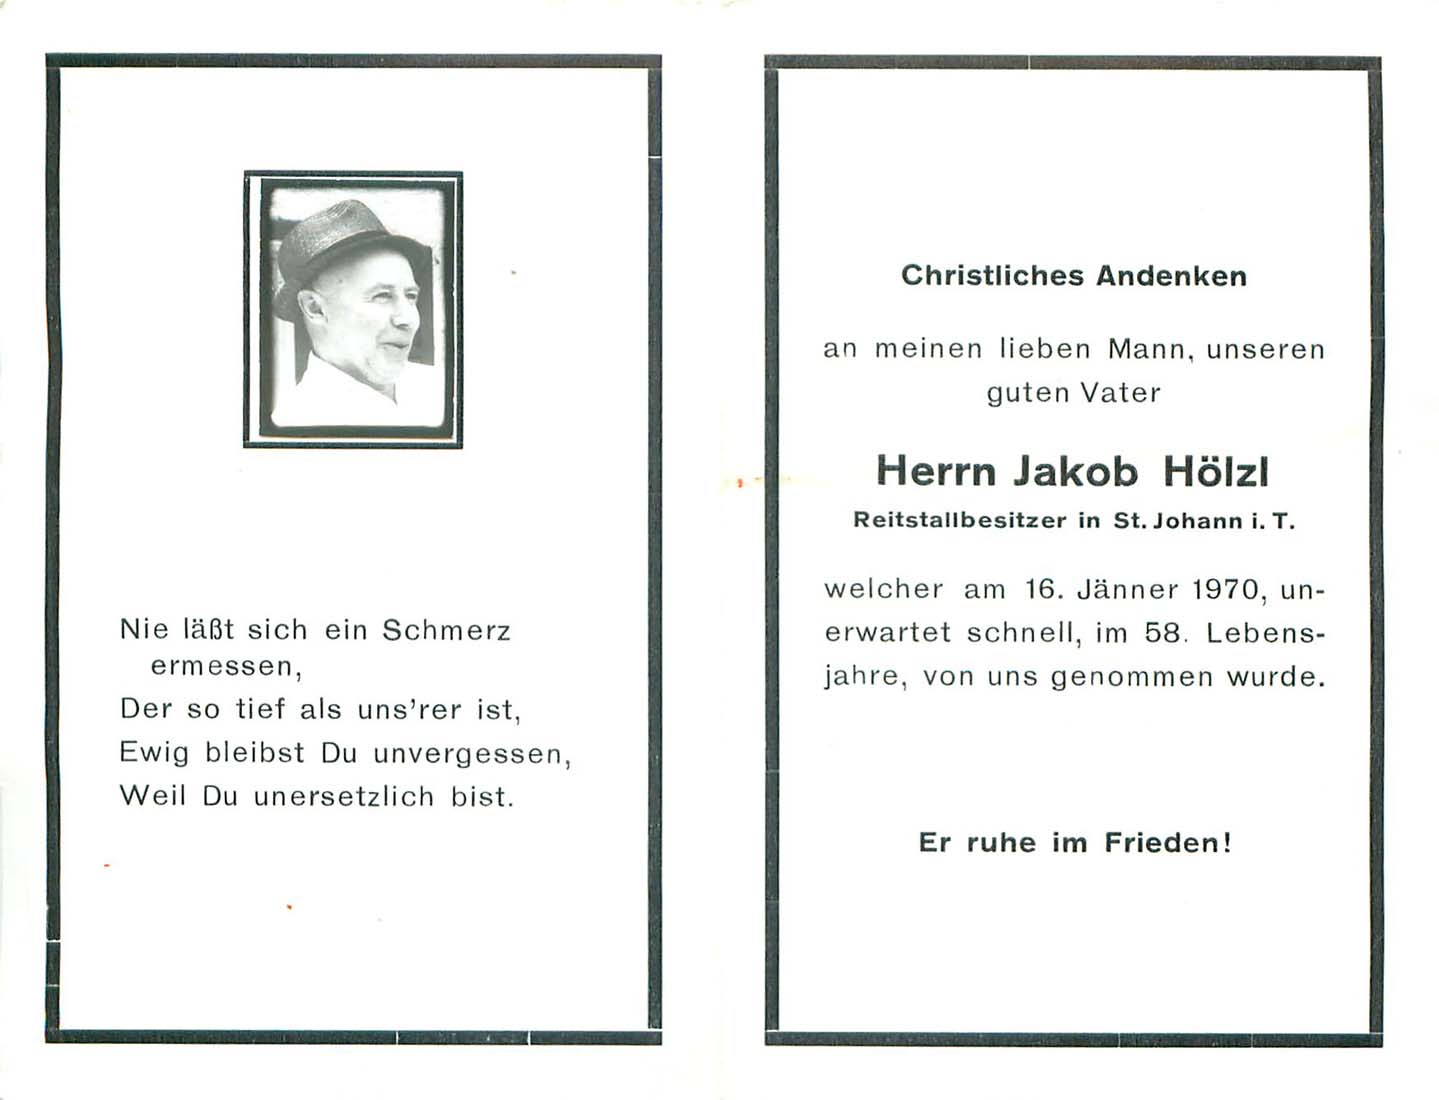 Nie läßt sich ein Schmerz
ermessen,
Der so tief als uns'rer ist,
Ewig bleibst Du unvergessen,
Weil Du unersetzlich bist.
Christliches Andenken
an meinen lieben Mann, unseren
guten Vater
Herrn Jakob Hölzl
Reitstallbesitzer in St. Johann i. T.
welcher am 16. Jänner 1970, un-
erwartet schnell, im 58. Lebens-
jahre, von uns genommen wurde.
Er ruhe im Frieden!